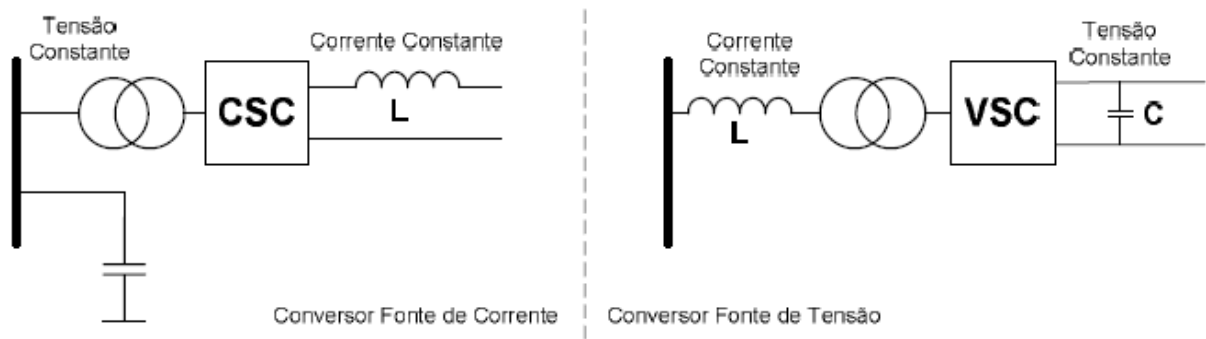 Tensão
Constante
Corrente Constante
CSC
L
Conversor Fonte de Corrente
Corrente
Constante
Tensão
Constante
L
VSC
C
Conversor Fonte de Tensão